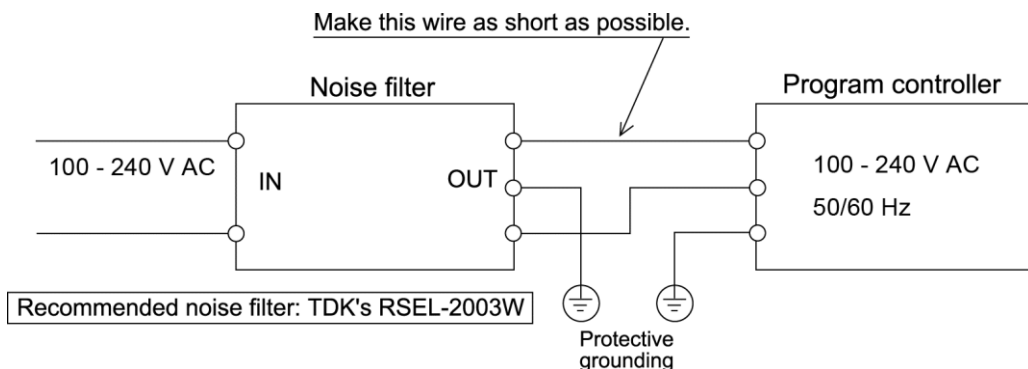 Make this wire as short as possible.
Noise filter
Program controller
100 - 240 V AC
IN
OUT
100 - 240 V AC
50/60 Hz
Recommended noise filter: TDK's RSEL-2003W
Protective
grounding